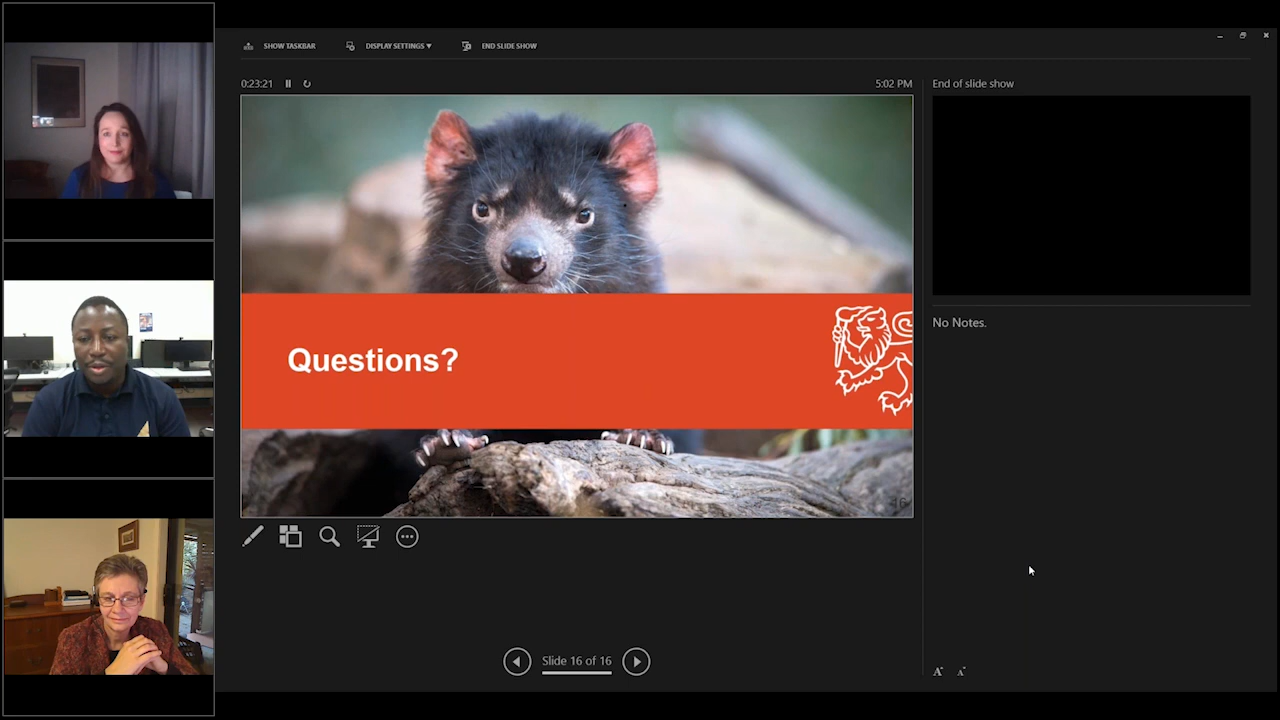 SHOW TASKBAR
DISPLAY SETTINGS ▼
END SLIDE SHOW
0:23:21
5:02 PM
End of slide show
Questions?
No Notes.
16
Slide 16 of 16
A A